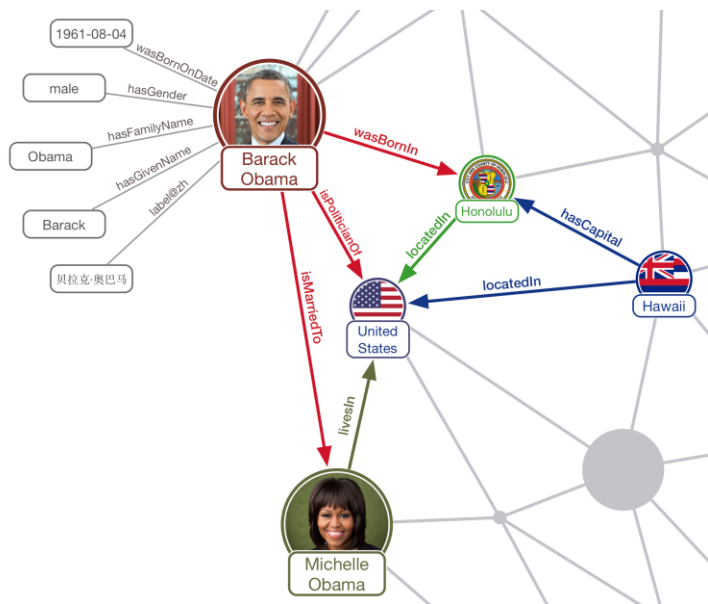 1961-08-04
wasBornOnDate
male
hasGender
hasFamilyName
Obama
hasGivenName
Barack
label@zh
贝拉克·奥巴马
Barack
Obama
wasBornIn
isPoliticianOf
isMarriedTo
Honolulu
locatedIn
hasCapital
locatedIn
Hawaii
United
States
livesIn
Michelle
Obama